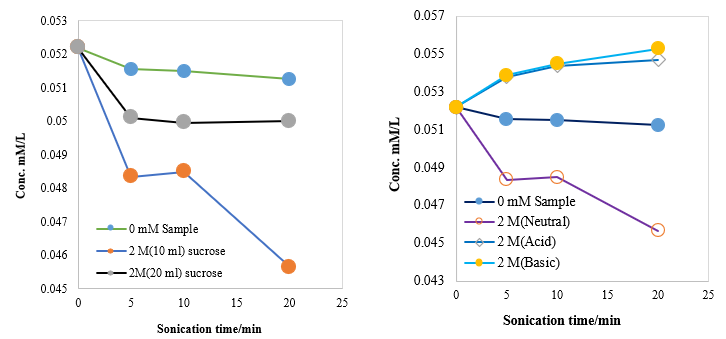 0.053
0.052
0.051
0.05
0.049
0.048
0.047
0.046
0.045
Conc. mM/L
0 mM Sample
2 M(10 ml) sucrose
2M(20 ml) sucrose
0 5 10 15 20 25
Sonication time/min
0.057
0.055
0.053
0.051
0.049
0.047
0.045
0.043
Conc. mM/L
0 mM Sample
2 M(Neutral)
2 M(Acid)
2 M(Basic)
0 5 10 15 20 25
Sonication time/min